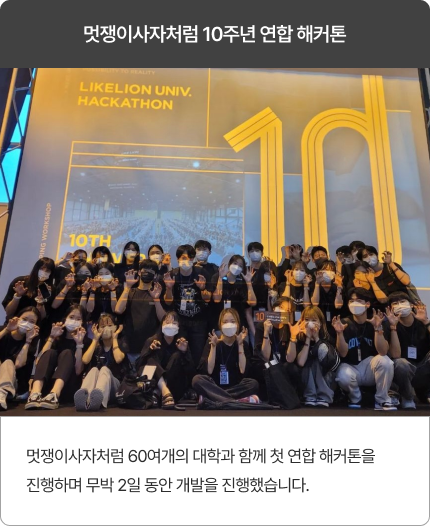 멋쟁이사자처럼 10주년 연합 해커톤
LIKELION UNIV.
HACKATHON
10
10TH
멋쟁이사자처럼 60여개의 대학과 함께 첫 연합 해커톤을
진행하며 무박 2일 동안 개발을 진행했습니다.